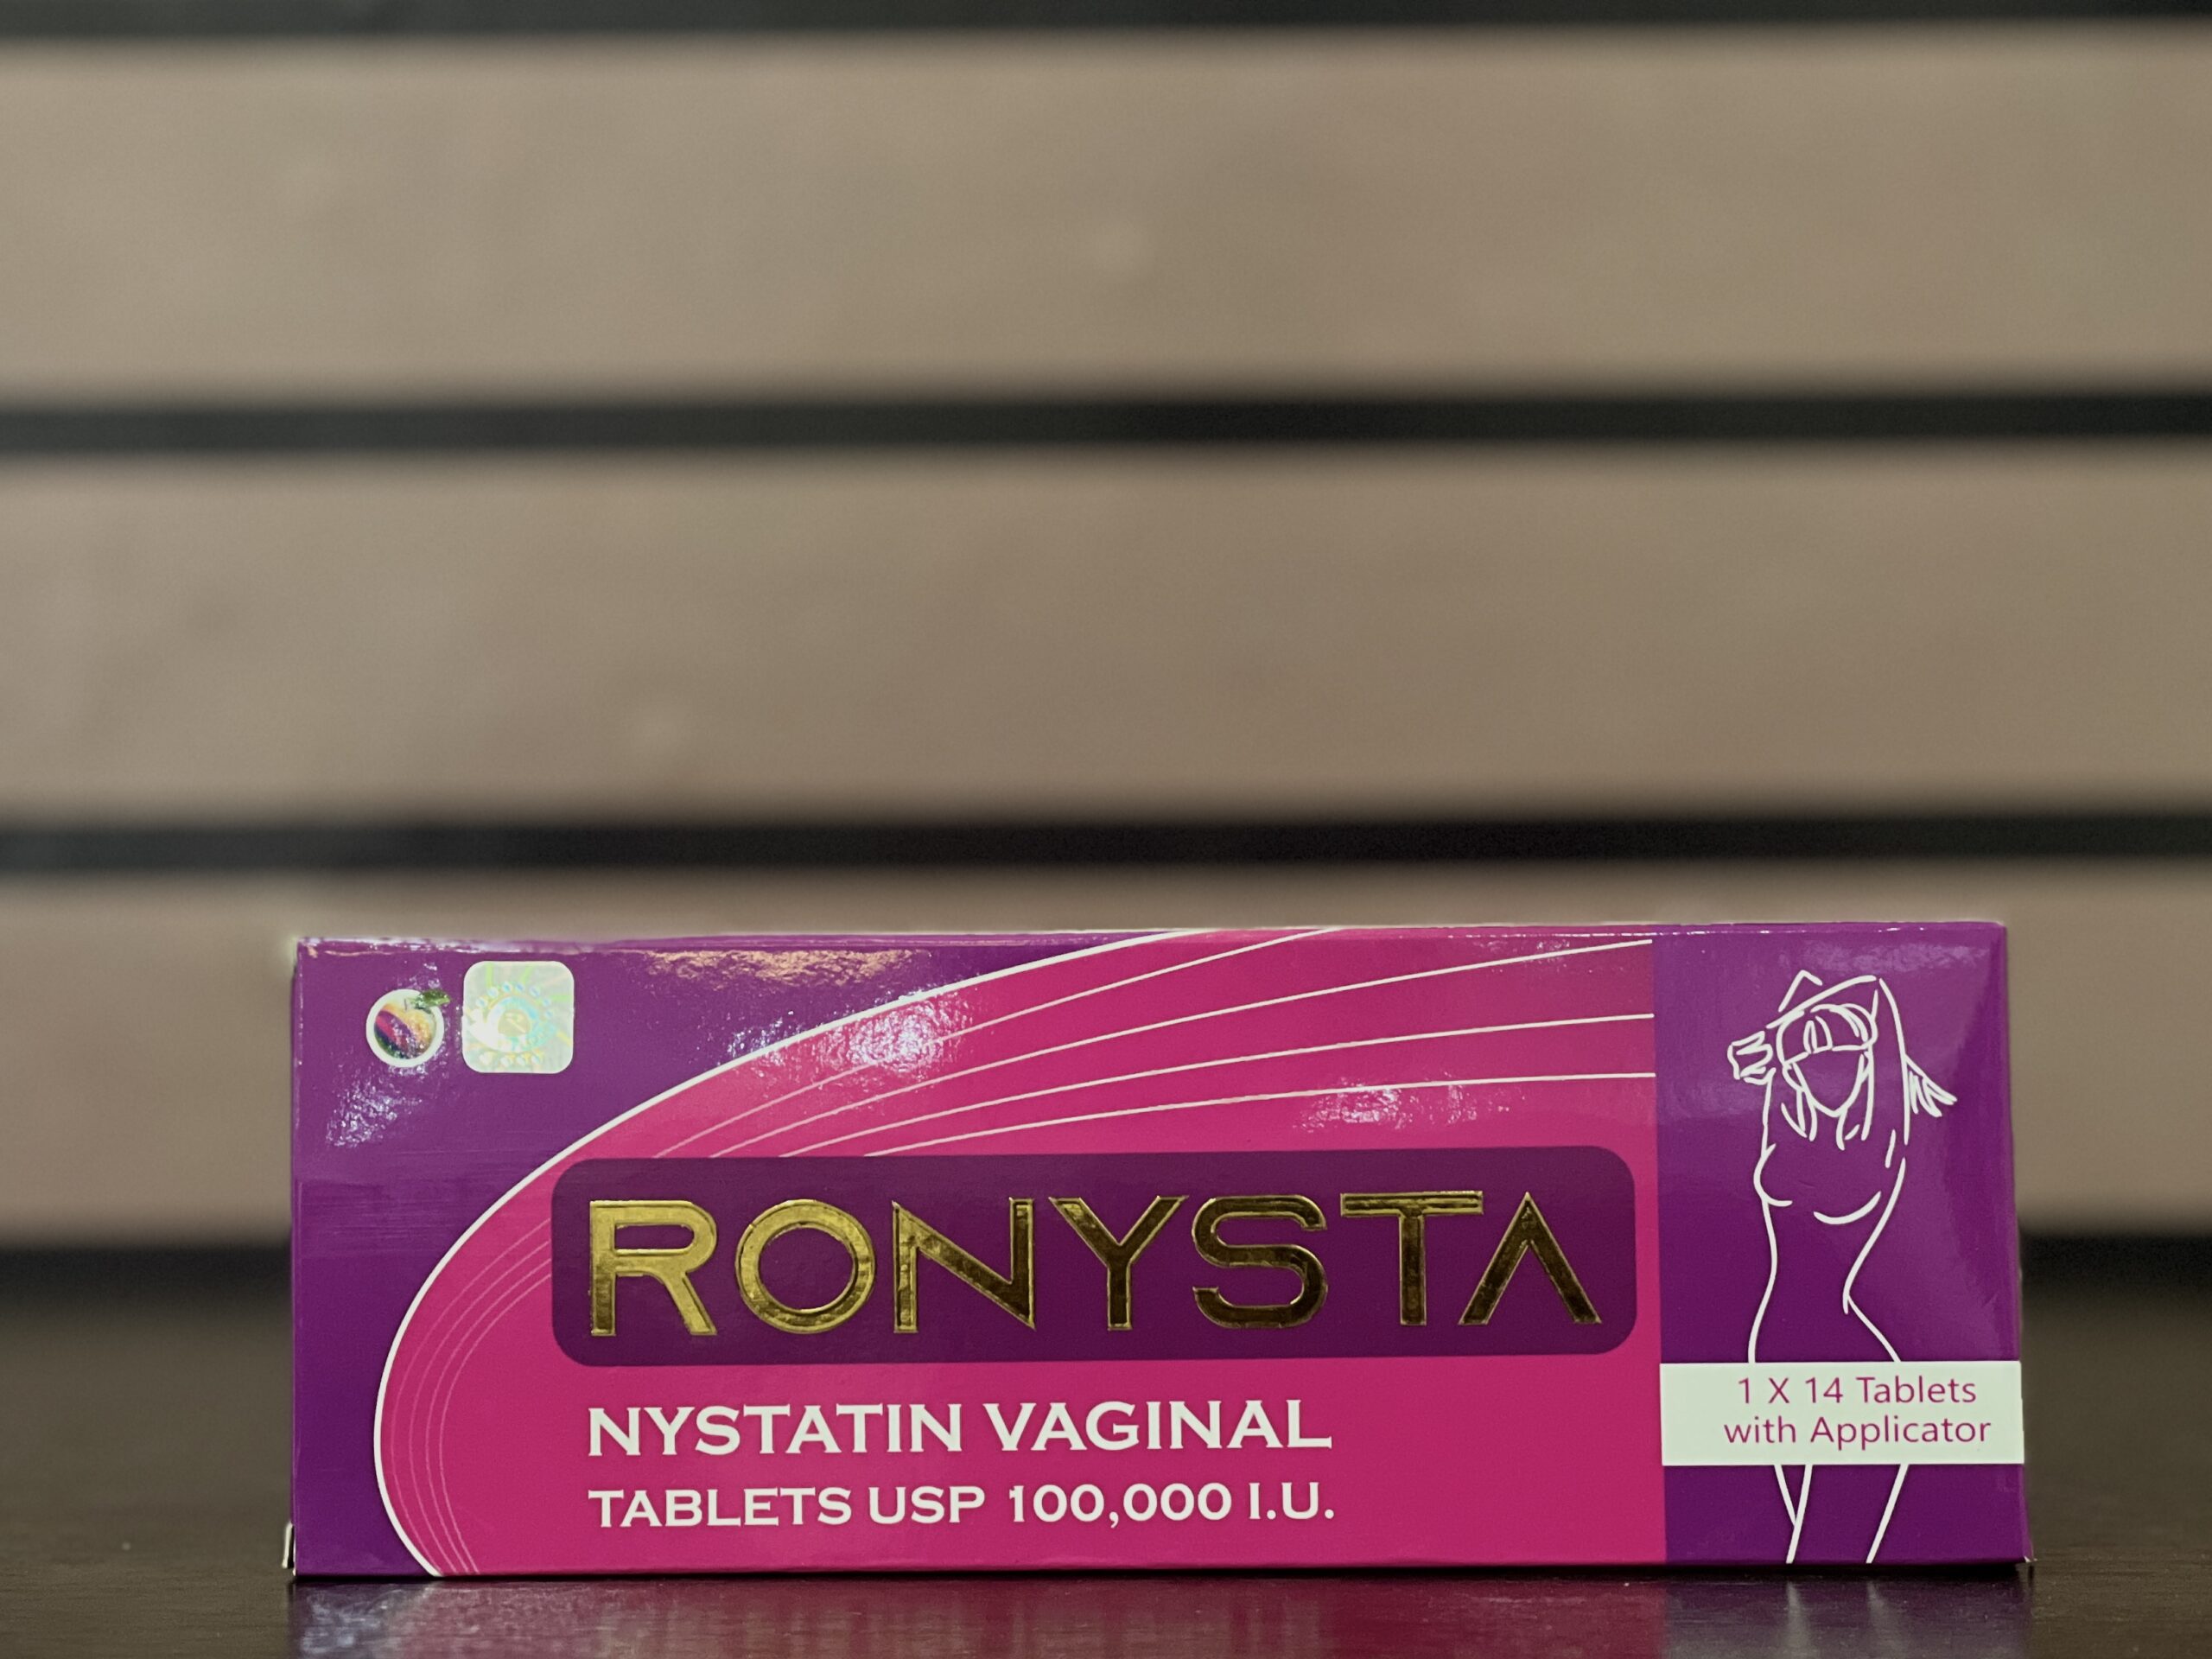 RONYSTA
NYSTATIN VAGINAL
TABLETS USP 100,000 I.U.
1 X 14 Tablets
with Applicator